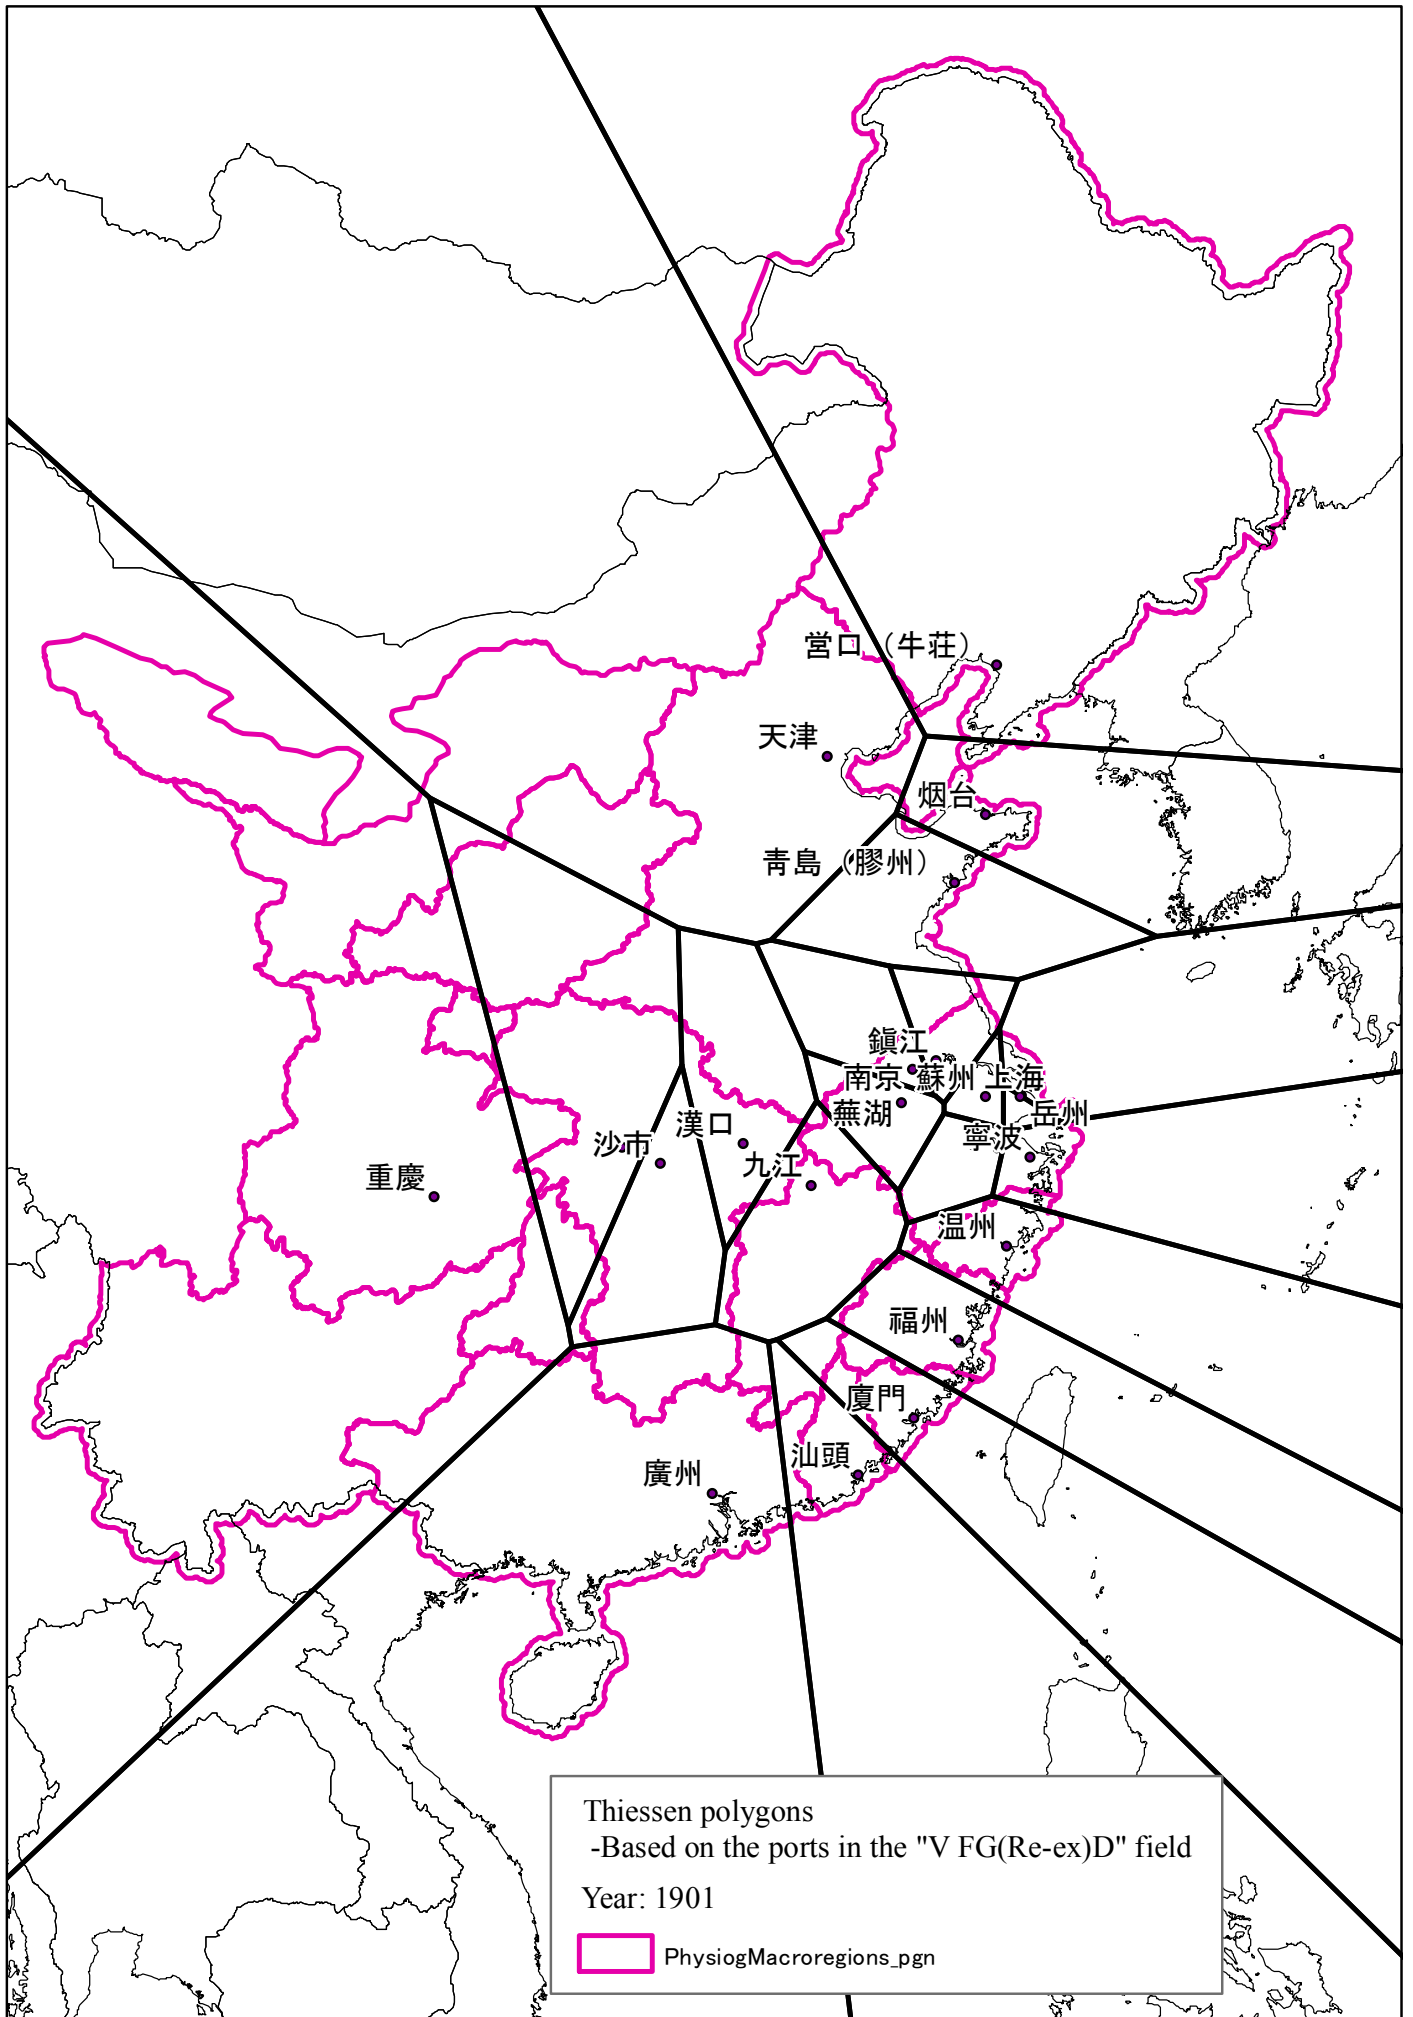 営口（牛荘）
天津
烟台
青島（膠州）
鎮江
南京
蘇州
上海
蕪湖
岳州
漢口
沙市
寧波
九江
重慶
温州
福州
廈門
汕頭
廣州
Thiessen polygons
-Based on the ports in the "V FG(Re-ex)D" field
Year: 1901
PhysiogMacroregions_pgn